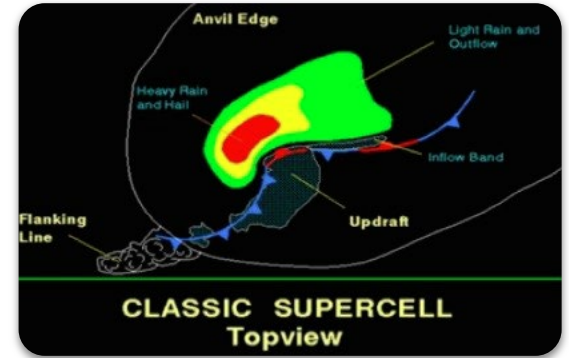 Anvil Edge
Light Rain and
Outflow
Heavy Rain
and Hail
Inflow Band
Updraft
Flanking
Line
CLASSIC SUPERCELL
Topview